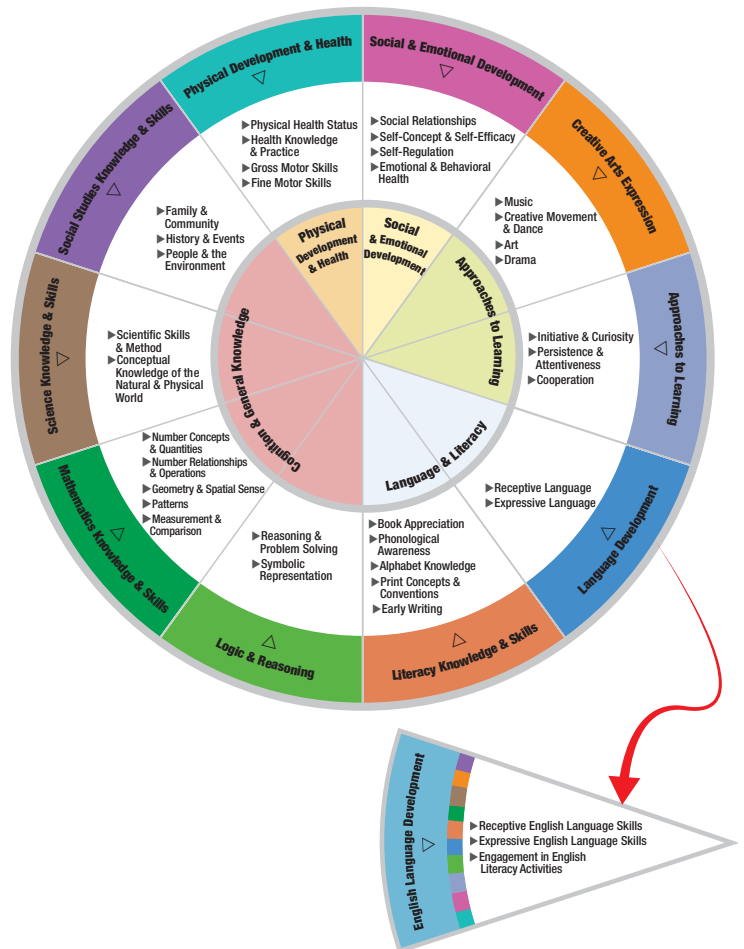 Physical Development & Health
▶Physical Health Status
▶Health Knowledge
& Practice
▶Gross Motor Skills
▶Fine Motor Skills
Social & Emotional Development
▶Social Relationships
▶Self-Concept & Self-Efficacy
▶Self-Regulation
▶Emotional & Behavioral
Health
Creative Arts Expression
▶Music
▶Creative Movement
& Dance
▶Art
▶Drama
Approaches to Learning
▶Initiative & Curiosity
▶Persistence &
Attentiveness
▶Cooperation
Language Development
▶Receptive Language
▶Expressive Language
Literacy Knowledge & Skills
▶Book Appreciation
▶Phonological
Awareness
▶Alphabet Knowledge
▶Print Concepts &
Conventions
▶Early Writing
Logic & Reasoning
▶Reasoning &
Problem Solving
▶Symbolic
Representation
Mathematics Knowledge & Skills
▶Number Concepts
& Quantities
▶Number Relationships
& Operations
▶Geometry & Spatial Sense
▶Patterns
▶Measurement &
Comparison
Science Knowledge & Skills
▶Scientific Skills
& Method
▶Conceptual
Knowledge of the
Natural & Physical
World
Social Studies Knowledge & Skills
▶Family &
Community
▶History & Events
▶People & the
Environment
Physical
Development
& Health
Social
& Emotional
Development
Approaches to Learning
Language & Literacy
Cognition & General Knowledge
English Language Development
▶Receptive English Language Skills
▶Expressive English Language Skills
▶Engagement in English
Literacy Activities